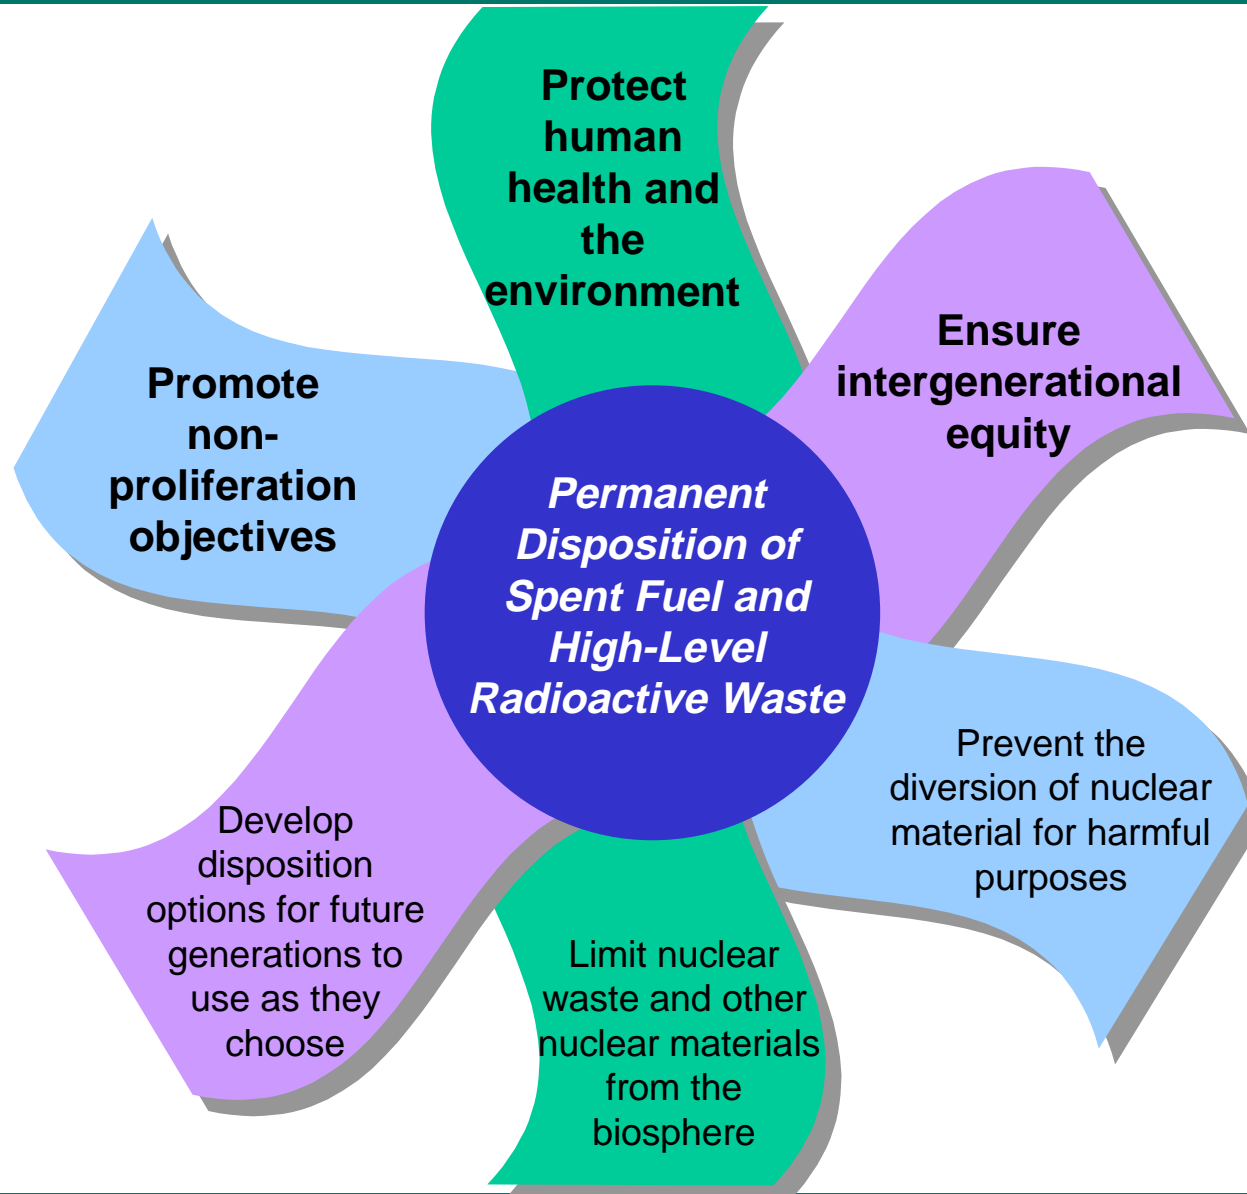 Protect
human
health and
the
environment
Ensure
intergenerational
equity
Promote
non-
proliferation
objectives
Permanent
Disposition of
Spent Fuel and
High-Level
Radioactive Waste
Prevent the
diversion of nuclear
material for harmful
purposes
Develop
disposition
options for future
generations to
use as they
choose
Limit nuclear
waste and other
nuclear materials
from the
biosphere